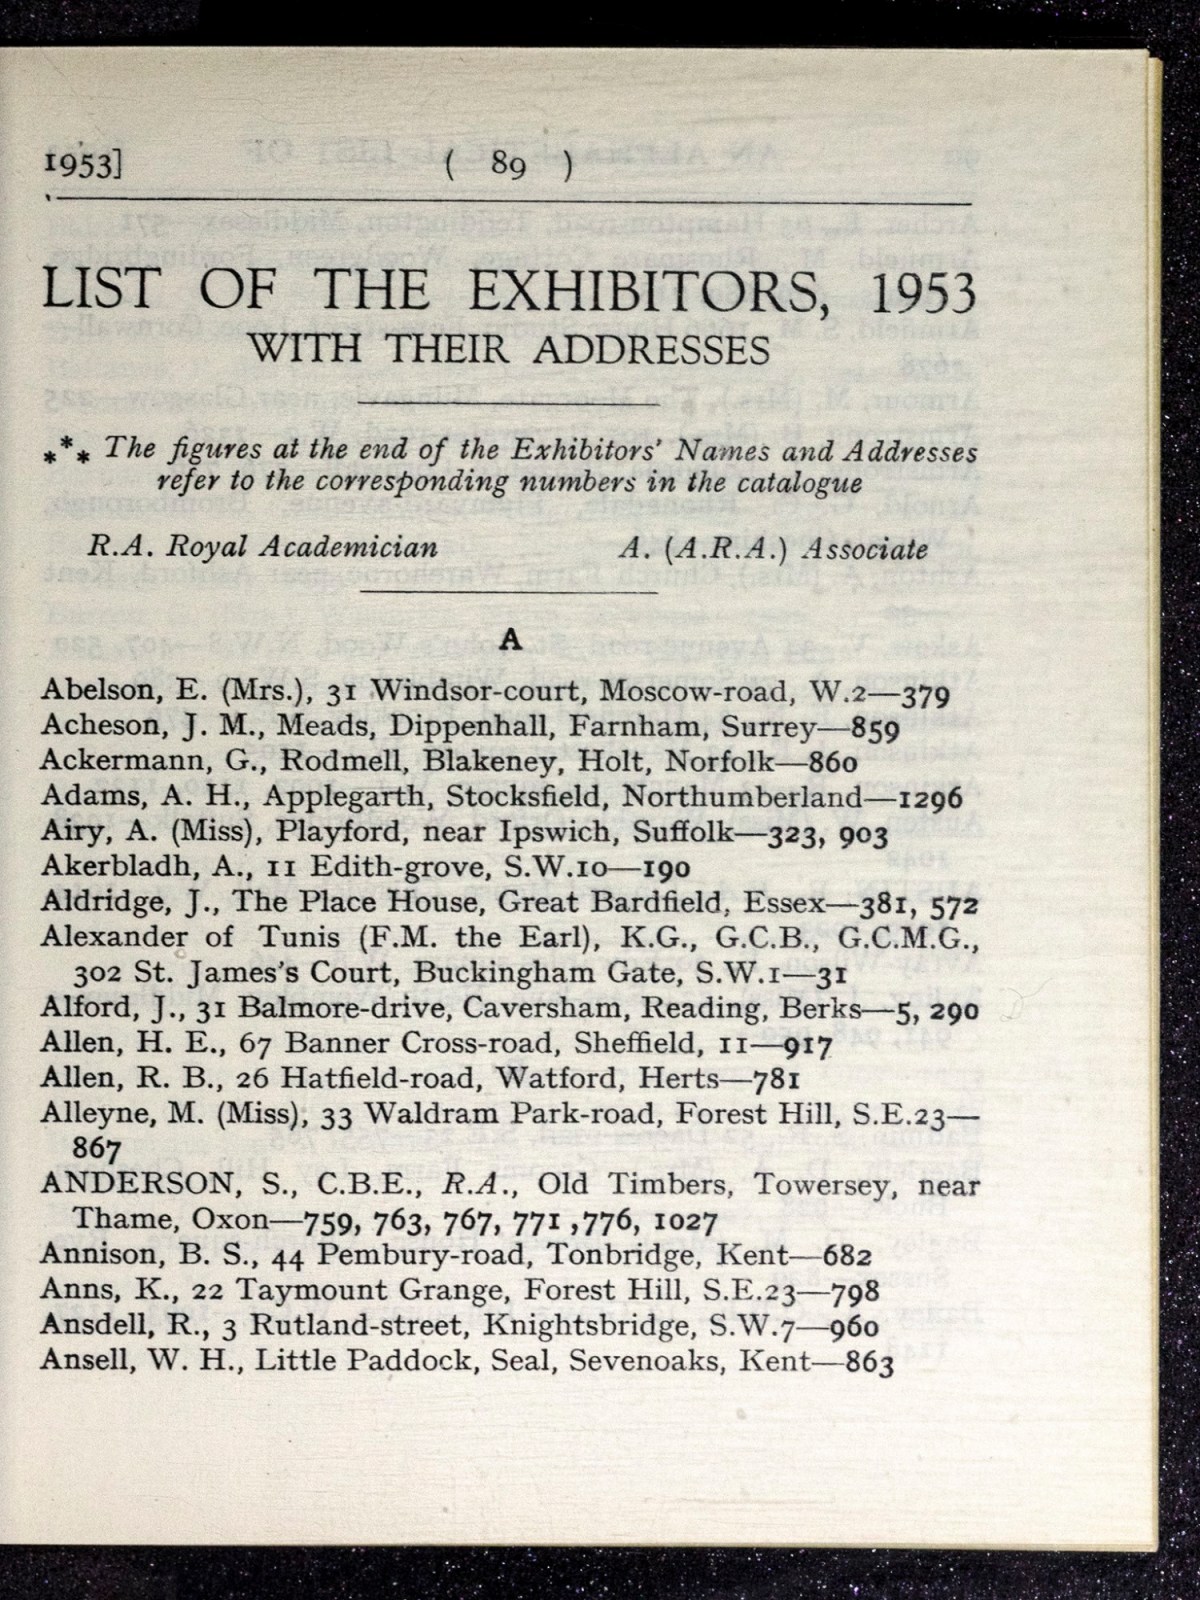 1953] ( 89 )
LIST OF THE EXHIBITORS, 1953
WITH THEIR ADDRESSES
*** The figures at the end of the Exhibitors' Names and Addresses
refer to the corresponding numbers in the catalogue
R.A. Royal Academician A. (A.R.A.) Associate
A
Abelson, E. (Mrs.), 31 Windsor-court, Moscow-road, W.2—379
Acheson, J. M., Meads, Dippenhall, Farnham, Surrey—859
Ackermann, G., Rodmell, Blakeney, Holt, Norfolk—860
Adams, A. H., Applegarth, Stocksfield, Northumberland—1296
Airy, A. (Miss), Playford, near Ipswich, Suffolk—323, 903
Akerbladh, A., 11 Edith-grove, S.W.10—190
Aldridge, J., The Place House, Great Bardfield, Essex—381, 572
Alexander of Tunis (F.M. the Earl), K.G., G.C.B., G.C.M.G.,
302 St. James's Court, Buckingham Gate, S.W.1—31
Alford, J., 31 Balmore-drive, Caversham, Reading, Berks—5, 290
Allen, H. E., 67 Banner Cross-road, Sheffield, 11—917
Allen, R. B., 26 Hatfield-road, Watford, Herts—781
Alleyne, M. (Miss), 33 Waldram Park-road, Forest Hill, S.E.23—
867
ANDERSON, S., C.B.E., R.A., Old Timbers, Towersey, near
Thame, Oxon—759, 763, 767, 771 ,776, 1027
Annison, B. S., 44 Pembury-road, Tonbridge, Kent—682
Anns, K., 22 Taymount Grange, Forest Hill, S.E.23—798
Ansdell, R., 3 Rutland-street, Knightsbridge, S.W.7—960
Ansell, W. H., Little Paddock, Seal, Sevenoaks, Kent—863